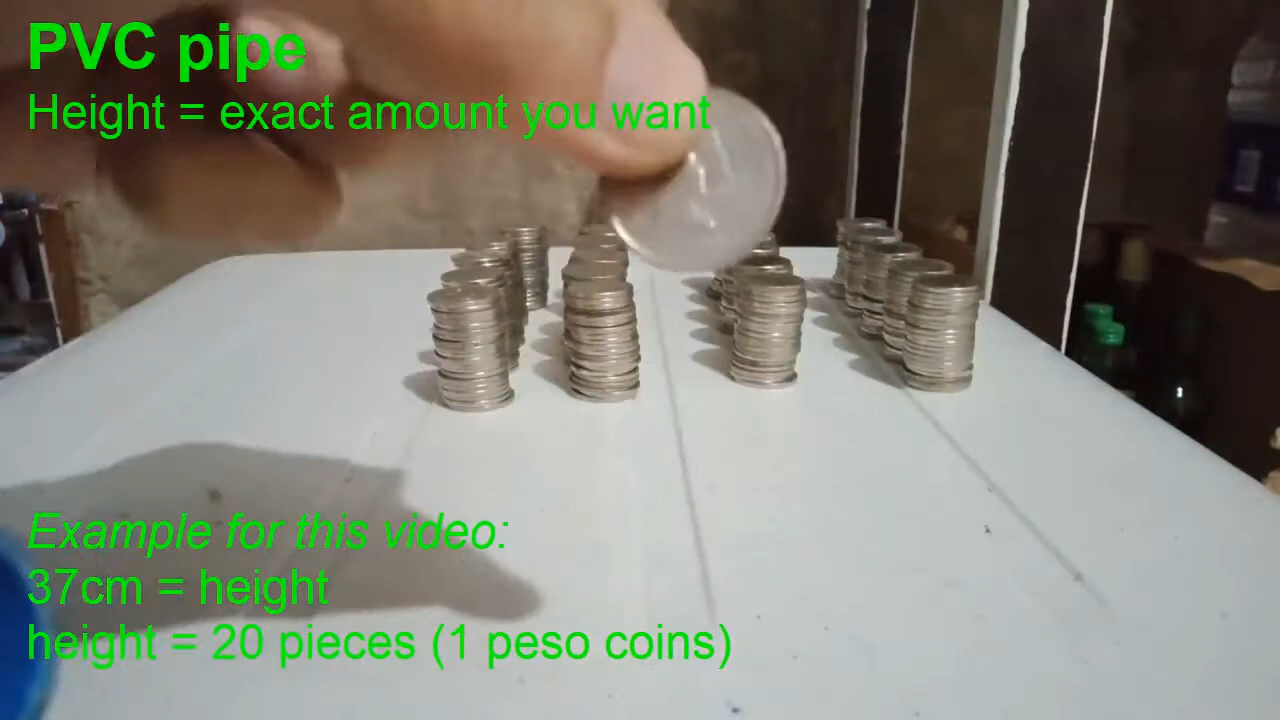 PVC pipe
Height = exact amount you want
Example for this video:
37cm = height
height = 20 pieces (1 peso coins)